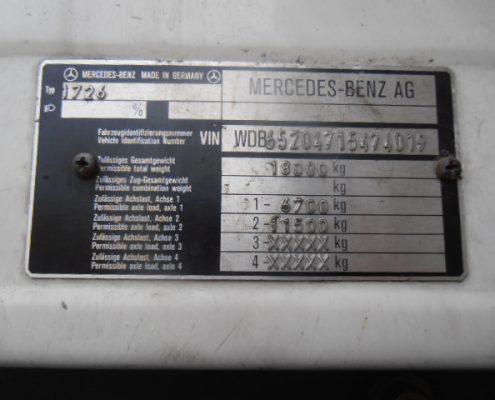 MERCEDES-BENZ MADE IN GERMANY
MERCEDES-BENZ AG
Typ 1726
%
Fahrzeugidentifizierungsnummer
Vehicle Identification Number VIN WDB65204715474019
Zulässiges Gesamtgewicht
Permissible total weight 18000 kg
Zulässiges Zug-Gesamtgewicht
Permissible combination weight kg
Zulässige Achslast, Achse 1
Permissible axle load, axle 1 1- 6700 kg
Zulässige Achslast, Achse 2
Permissible axle load, axle 2 2- 11500 kg
Zulässige Achslast, Achse 3
Permissible axle load, axle 3 3- XXXXX kg
Zulässige Achslast, Achse 4
Permissible axle load, axle 4 4- XXXXX kg